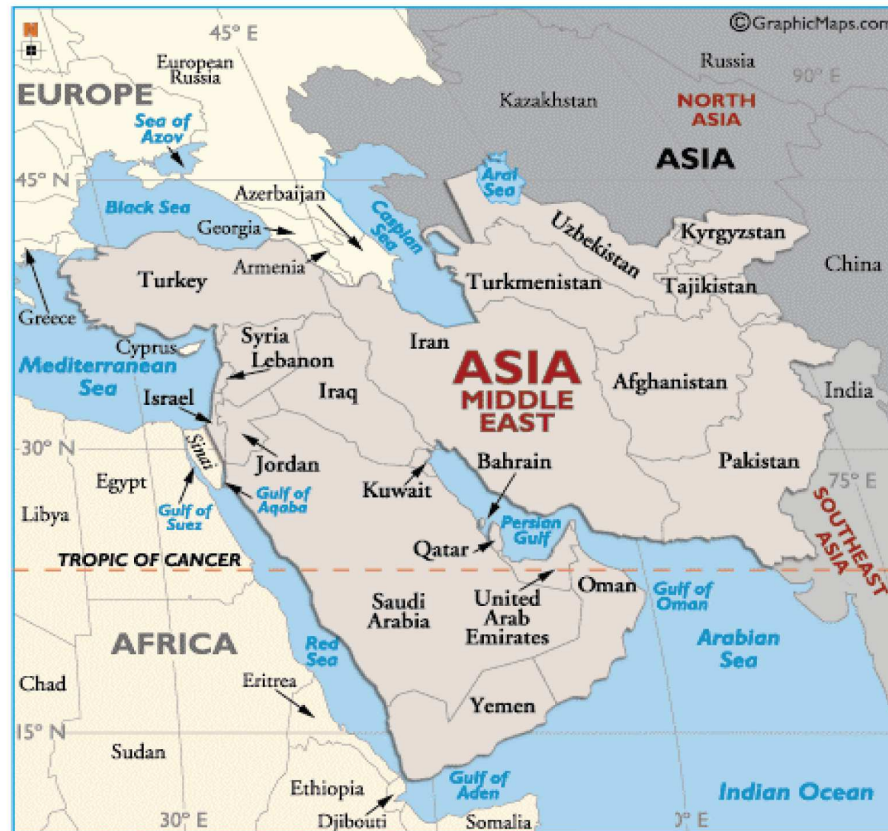 ©GraphicMaps.com
N
45° E
European
Russia
Russia
90° E
EUROPE
Kazakhstan
NORTH
ASIA
Sea of
Azov
ASIA
45° N
Aral
Sea
Azerbaijan
Black Sea
Caspian
Sea
Georgia
Uzbekistan
Kyrgyzstan
Armenia
China
Turkey
Turkmenistan
Tajikistan
Greece
Cyprus
Syria
Iran
Lebanon
Mediterranean
Sea
ASIA
MIDDLE
EAST
Iraq
Afghanistan
India
Israel
30° N
Sinai
Jordan
Bahrain
Pakistan
Egypt
Kuwait
75° E
Gulf of
Suez
Gulf of
Aqaba
Libya
Persian
Gulf
SOUTHEAST
ASIA
Qatar
TROPIC OF CANCER
Oman
Gulf of
Oman
Saudi
Arabia
United
Arab
Emirates
AFRICA
Red
Sea
Arabian
Sea
Chad
Eritrea
Yemen
15° N
Sudan
Ethiopia
Gulf of
Aden
Indian Ocean
30° E
Djibouti
Somalia
0° E